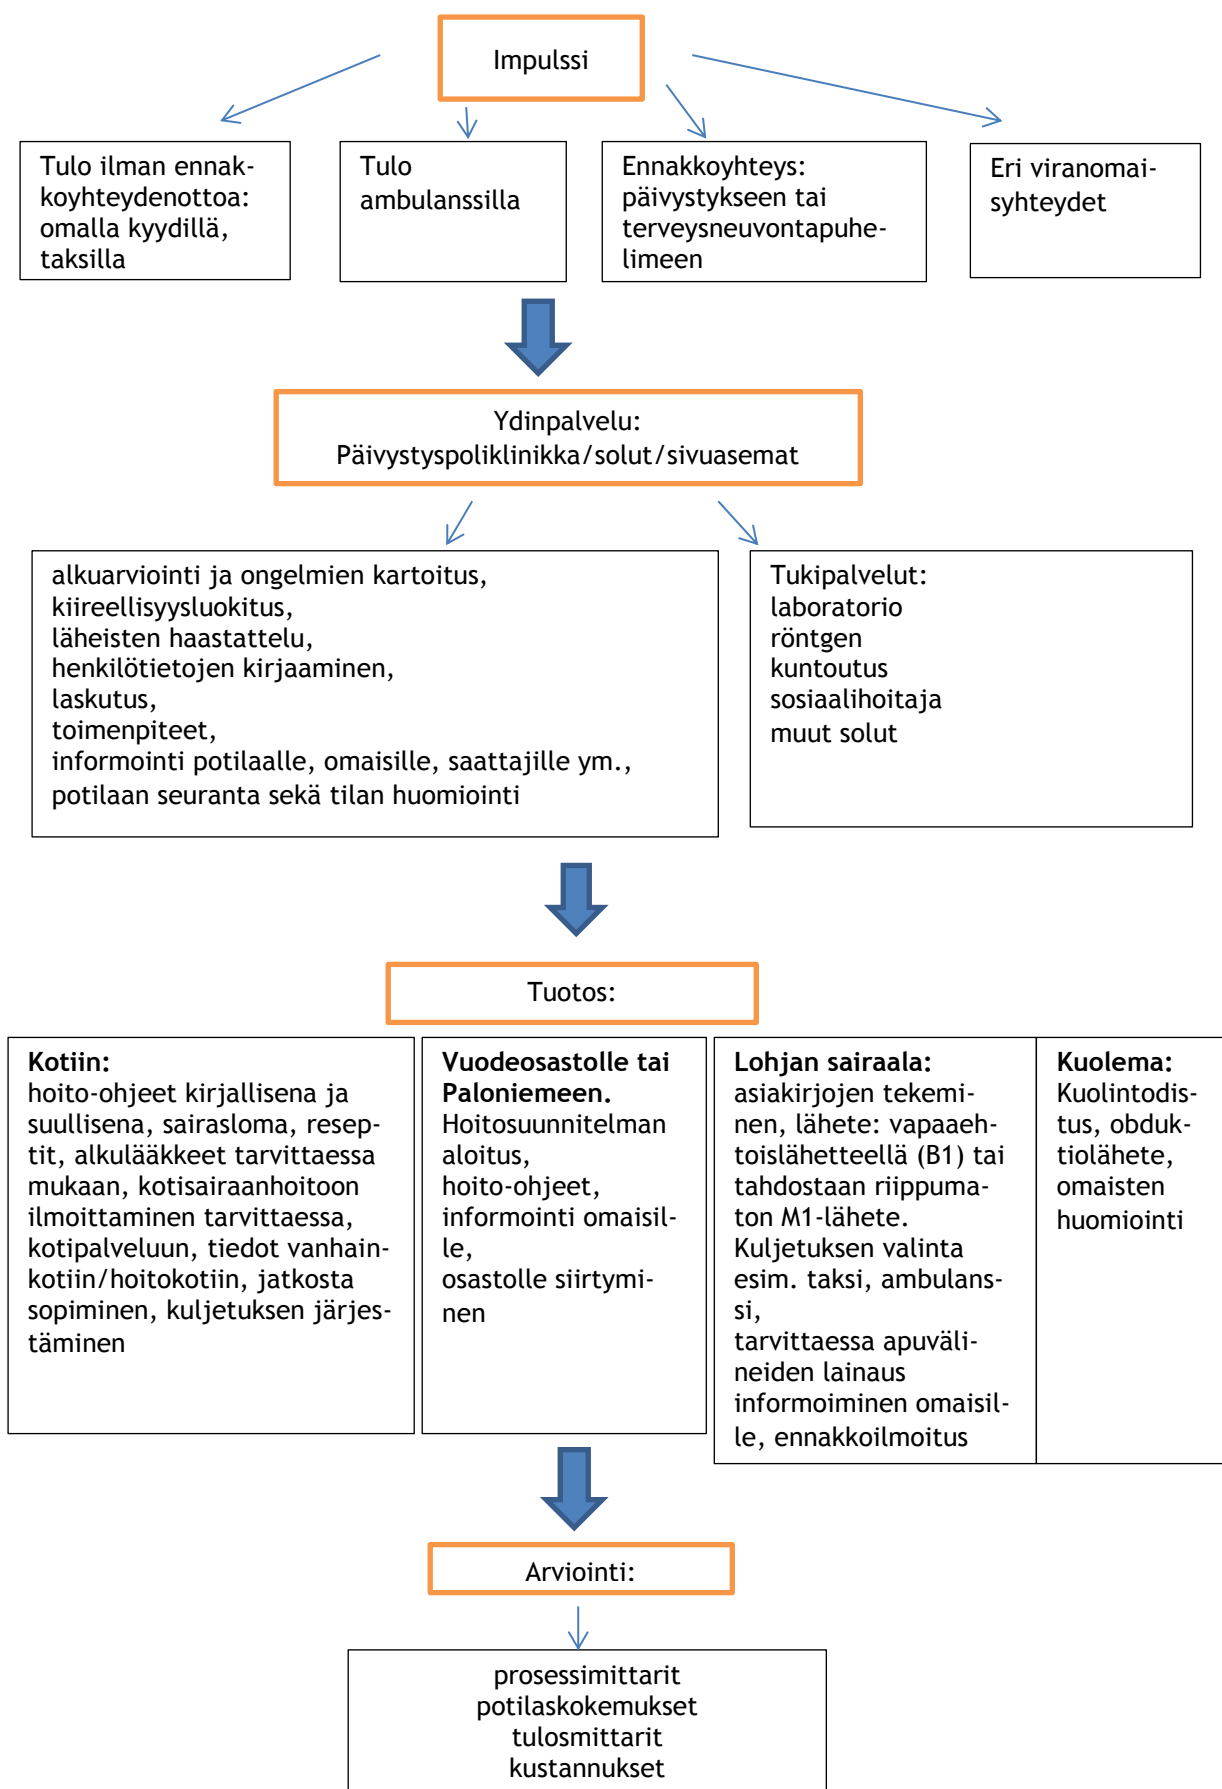 Impulssi
Tulo ilman ennak-
koyhteydenottoa:
omalla kyydillä,
taksilla
Tulo
ambulanssilla
Ennakkoyhteys:
päivystykseen tai
terveysneuvontapuhe-
limeen
Eri viranomai-
syhteydet
Ydinpalvelu:
Päivystyspoliklinikka/solut/sivuasemat
alkuarviointi ja ongelmien kartoitus,
kiireellisyysluokitus,
läheisten haastattelu,
henkilötietojen kirjaaminen,
laskutus,
toimenpiteet,
informointi potilaalle, omaisille, saattajille ym.,
potilaan seuranta sekä tilan huomiointi
Tukipalvelut:
laboratorio
röntgen
kuntoutus
sosiaalihoitaja
muut solut
Tuotos:
Kotiin:
hoito-ohjeet kirjallisena ja
suullisena, sairasloma, resep-
tit, alkulääkkeet tarvittaessa
mukaan, kotisairaanhoitoon
ilmoittaminen tarvittaessa,
kotipalveluun, tiedot vanhain-
kotiin/hoitokotiin, jatkosta
sopiminen, kuljetuksen järjes-
täminen
Vuodeosastolle tai
Paloniemeen.
Hoitosuunnitelman
aloitus,
hoito-ohjeet,
informointi omaisil-
le,
osastolle siirtymi-
nen
Lohjan sairaala:
asiakirjojen tekemi-
nen, lähete: vapaaeh-
toislähetteellä (B1) tai
tahdostaan riippuma-
ton M1-lähete.
Kuljetuksen valinta
esim. taksi, ambulans-
si,
tarvittaessa apuväli-
neiden lainaus
informoiminen omaisil-
le, ennakkoilmoitus
Kuolema:
Kuolintodis-
tus, obduk-
tiolähete,
omaisten
huomiointi
Arviointi:
prosessimittarit
potilaskokemukset
tulosmittarit
kustannukset